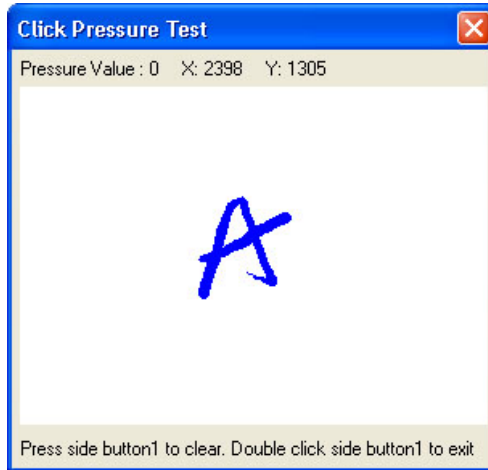 Click Pressure Test
Pressure Value : 0 X: 2398 Y: 1305
A
Press side button1 to clear. Double click side button1 to exit